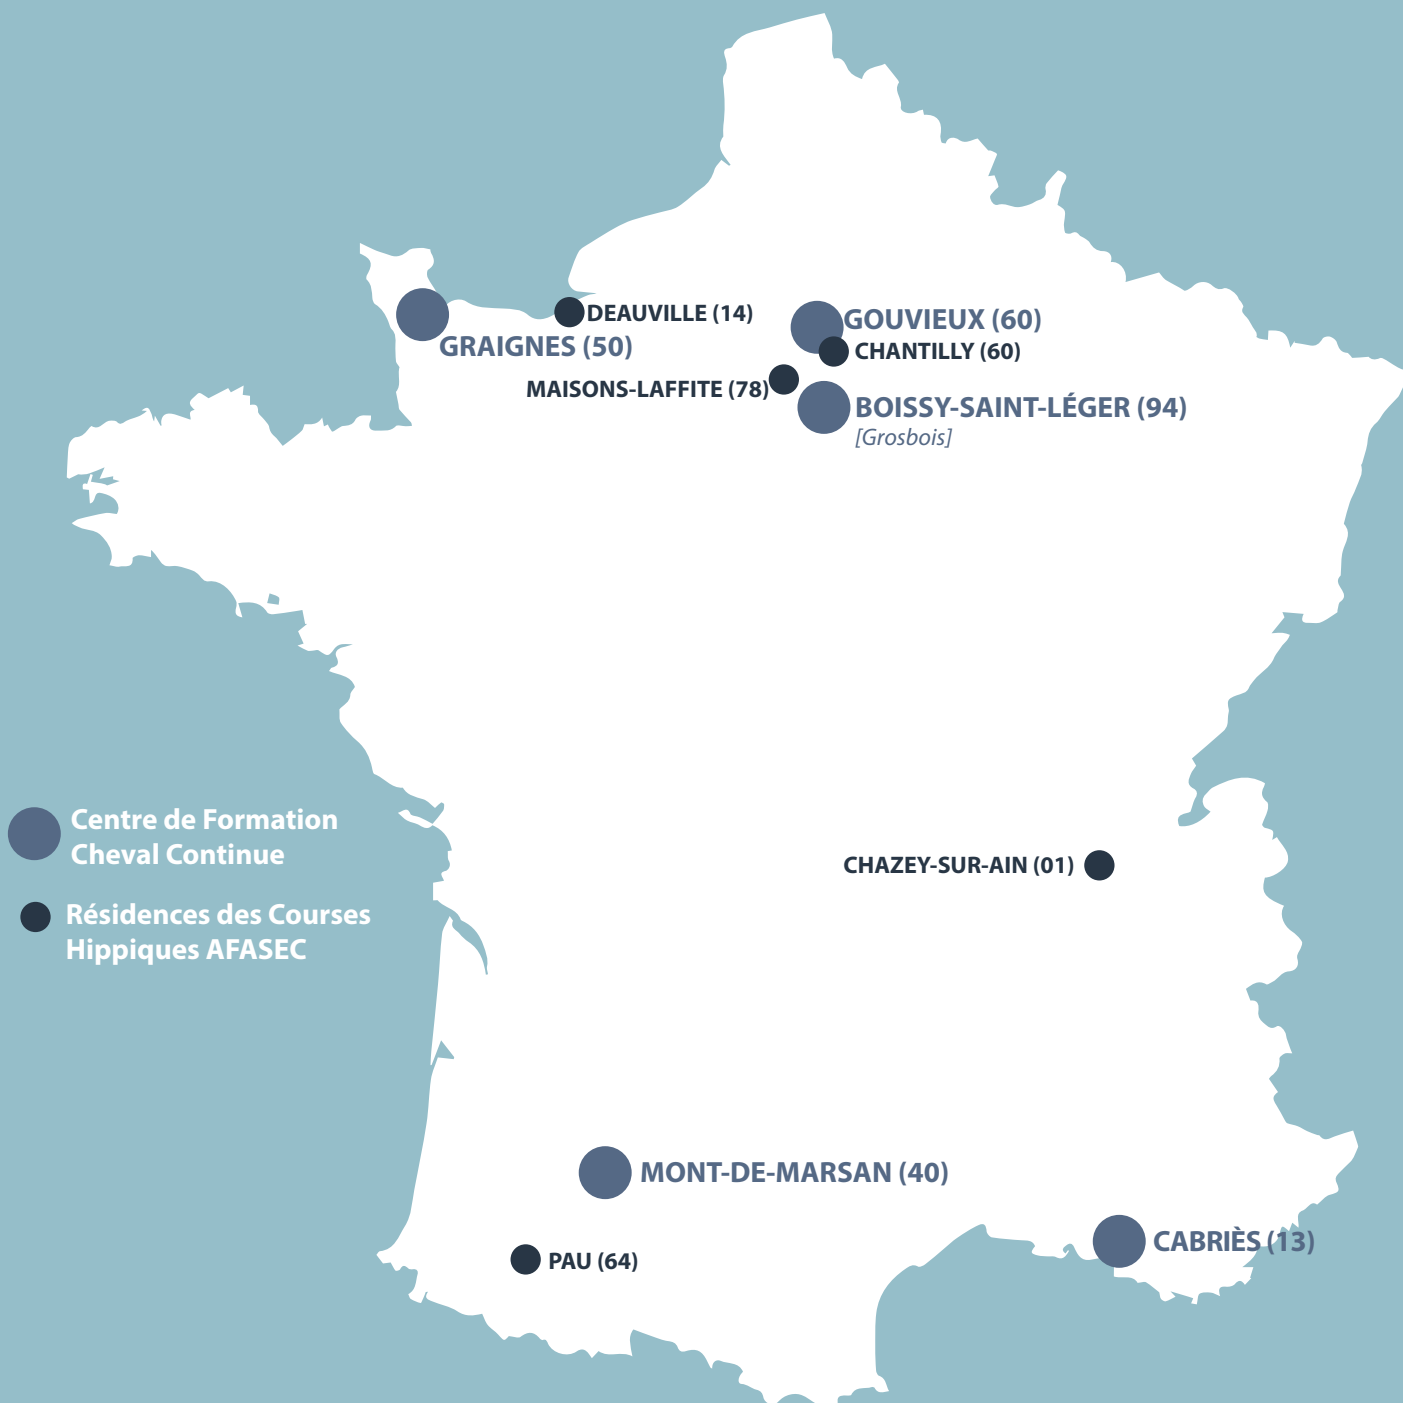 DEAUVILLE (14)
GOUVIEUX (60)
GRAIGNES (50)
CHANTILLY (60)
MAISONS-LAFFITE (78)
BOISSY-SAINT-LÉGER (94)
[Grosbois]
Centre de Formation
Cheval Continue
CHAZEY-SUR-AIN (01)
Résidences des Courses
Hippiques AFASEC
MONT-DE-MARSAN (40)
CABRIÈS (13)
PAU (64)